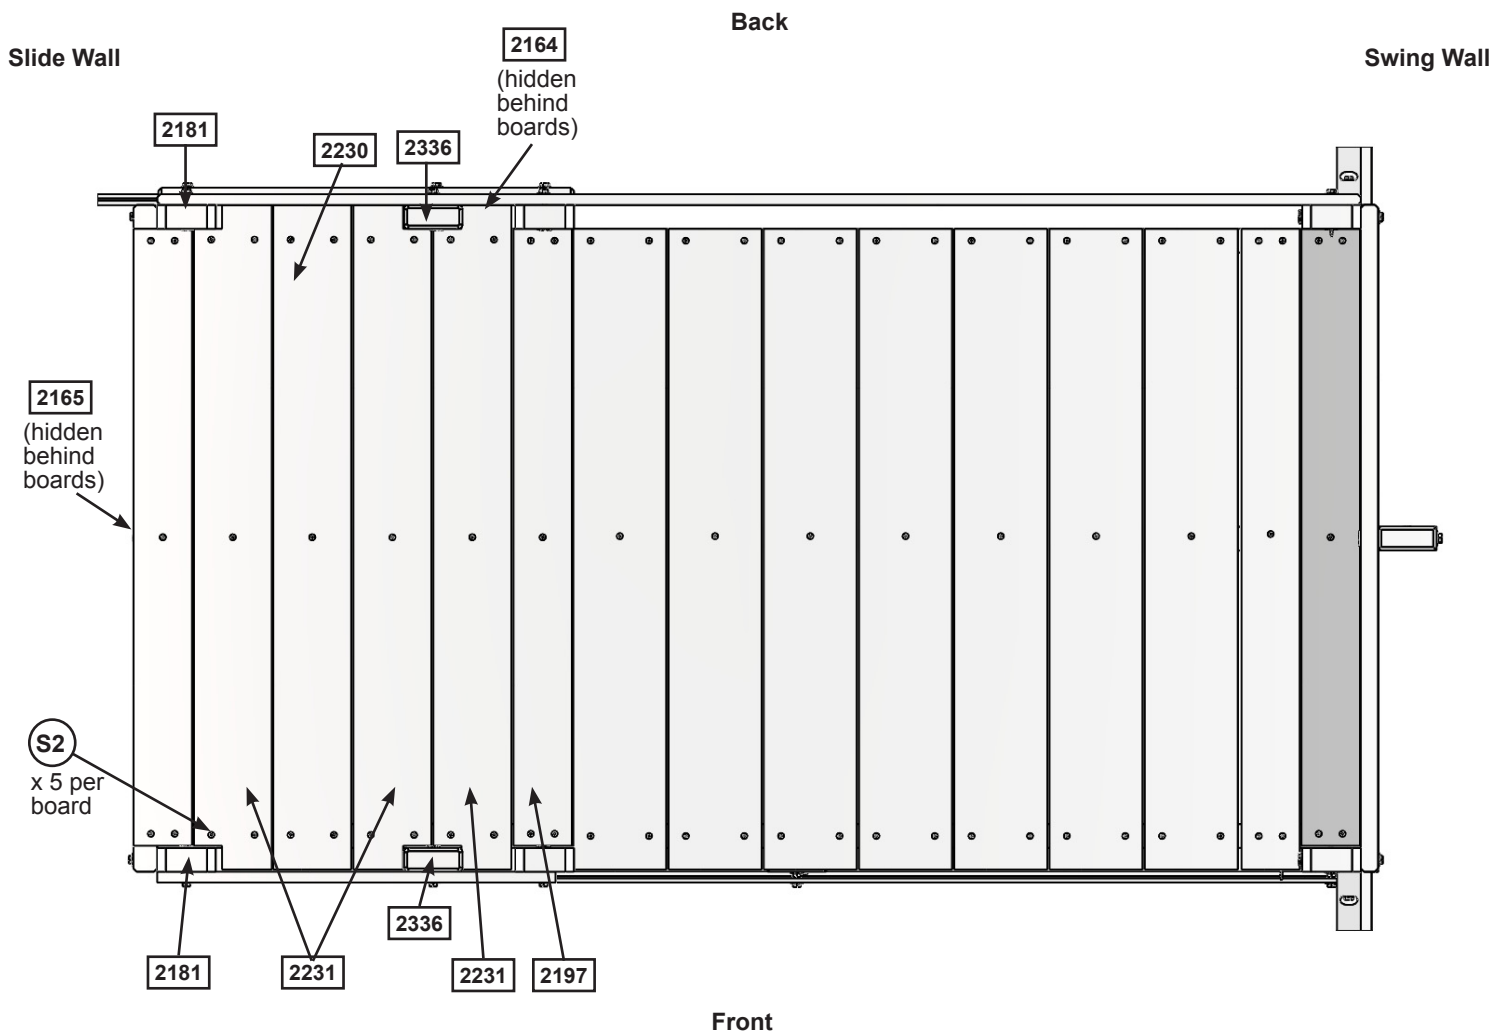 Back
Slide Wall
Swing Wall
2164
(hidden
behind
boards)
2181
2230
2336
2165
(hidden
behind
boards)
S2
x 5 per
board
2336
2181
2231
2231
2197
Front